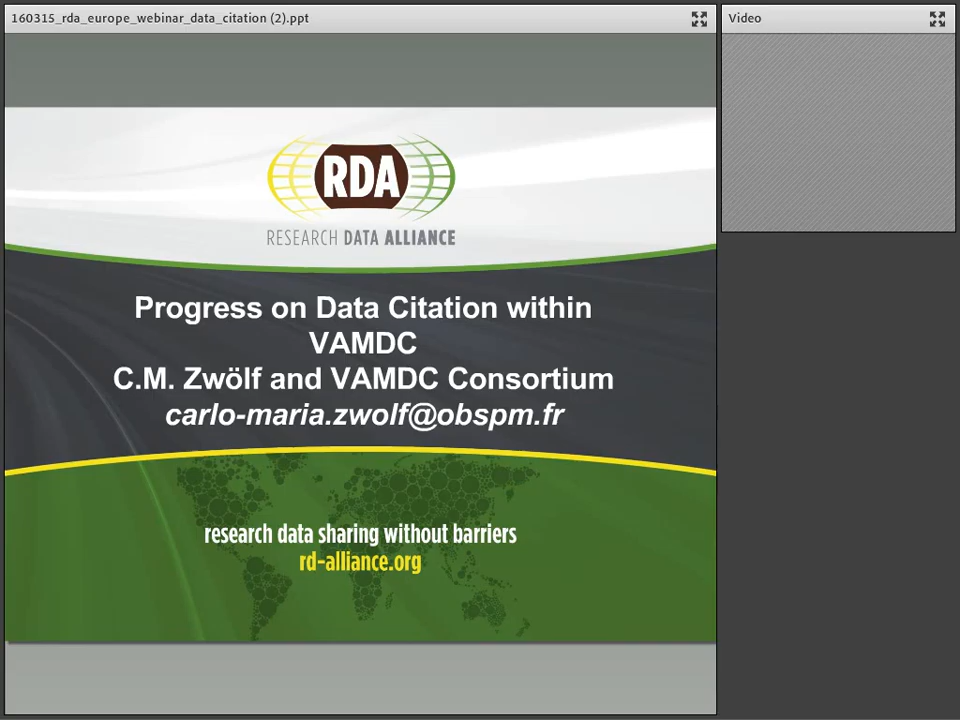 160315_rda_europe_webinar_data_citation (2).ppt
Video
RDA
RESEARCH DATA ALLIANCE
Progress on Data Citation within
VAMDC
C.M. Zwölf and VAMDC Consortium
carlo-maria.zwolf@obspm.fr
research data sharing without barriers
rd-alliance.org